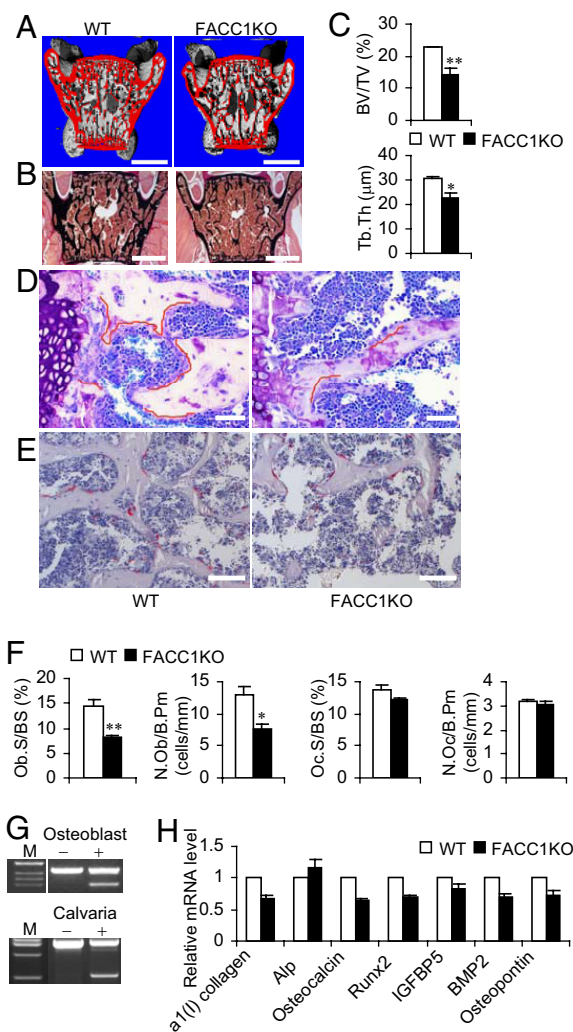 A
WT
FACC1KO
B
C
BV/TV (%)
30
20
10
0
**
WT
FACC1KO
Tb.Th (μm)
40
30
20
10
0
*
D
E
WT
FACC1KO
F
WT
FACC1KO
Ob.S/BS (%)
20
15
10
5
0
**
N.Ob/B.Pm
(cells/mm)
15
10
5
0
*
Oc.S/BS (%)
15
10
5
0
N.Oc/B.Pm
(cells/mm)
4
3
2
1
0
G
Osteoblast
M
–
+
Calvaria
M
–
+
H
Relative mRNA level
1.5
1
0.5
0
WT
FACC1KO
a1(I) collagen
Alp
Osteocalcin
Runx2
IGFBP5
BMP2
Osteopontin